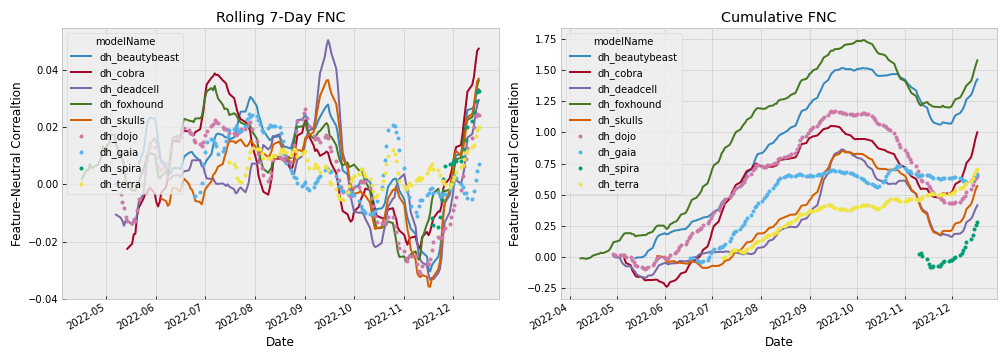 Rolling 7-Day FNC
Feature-Neutral Correaltion
0.04
0.02
0.00
−0.02
−0.04
modelName
dh_beautybeast
dh_cobra
dh_deadcell
dh_foxhound
dh_skulls
dh_dojo
dh_gaia
dh_spira
dh_terra
2022-05
2022-06
2022-07
2022-08
2022-09
2022-10
2022-11
2022-12
Date
Cumulative FNC
Feature-Neutral Correaltion
1.75
1.50
1.25
1.00
0.75
0.50
0.25
0.00
−0.25
modelName
dh_beautybeast
dh_cobra
dh_deadcell
dh_foxhound
dh_skulls
dh_dojo
dh_gaia
dh_spira
dh_terra
2022-04
2022-05
2022-06
2022-07
2022-08
2022-09
2022-10
2022-11
2022-12
Date